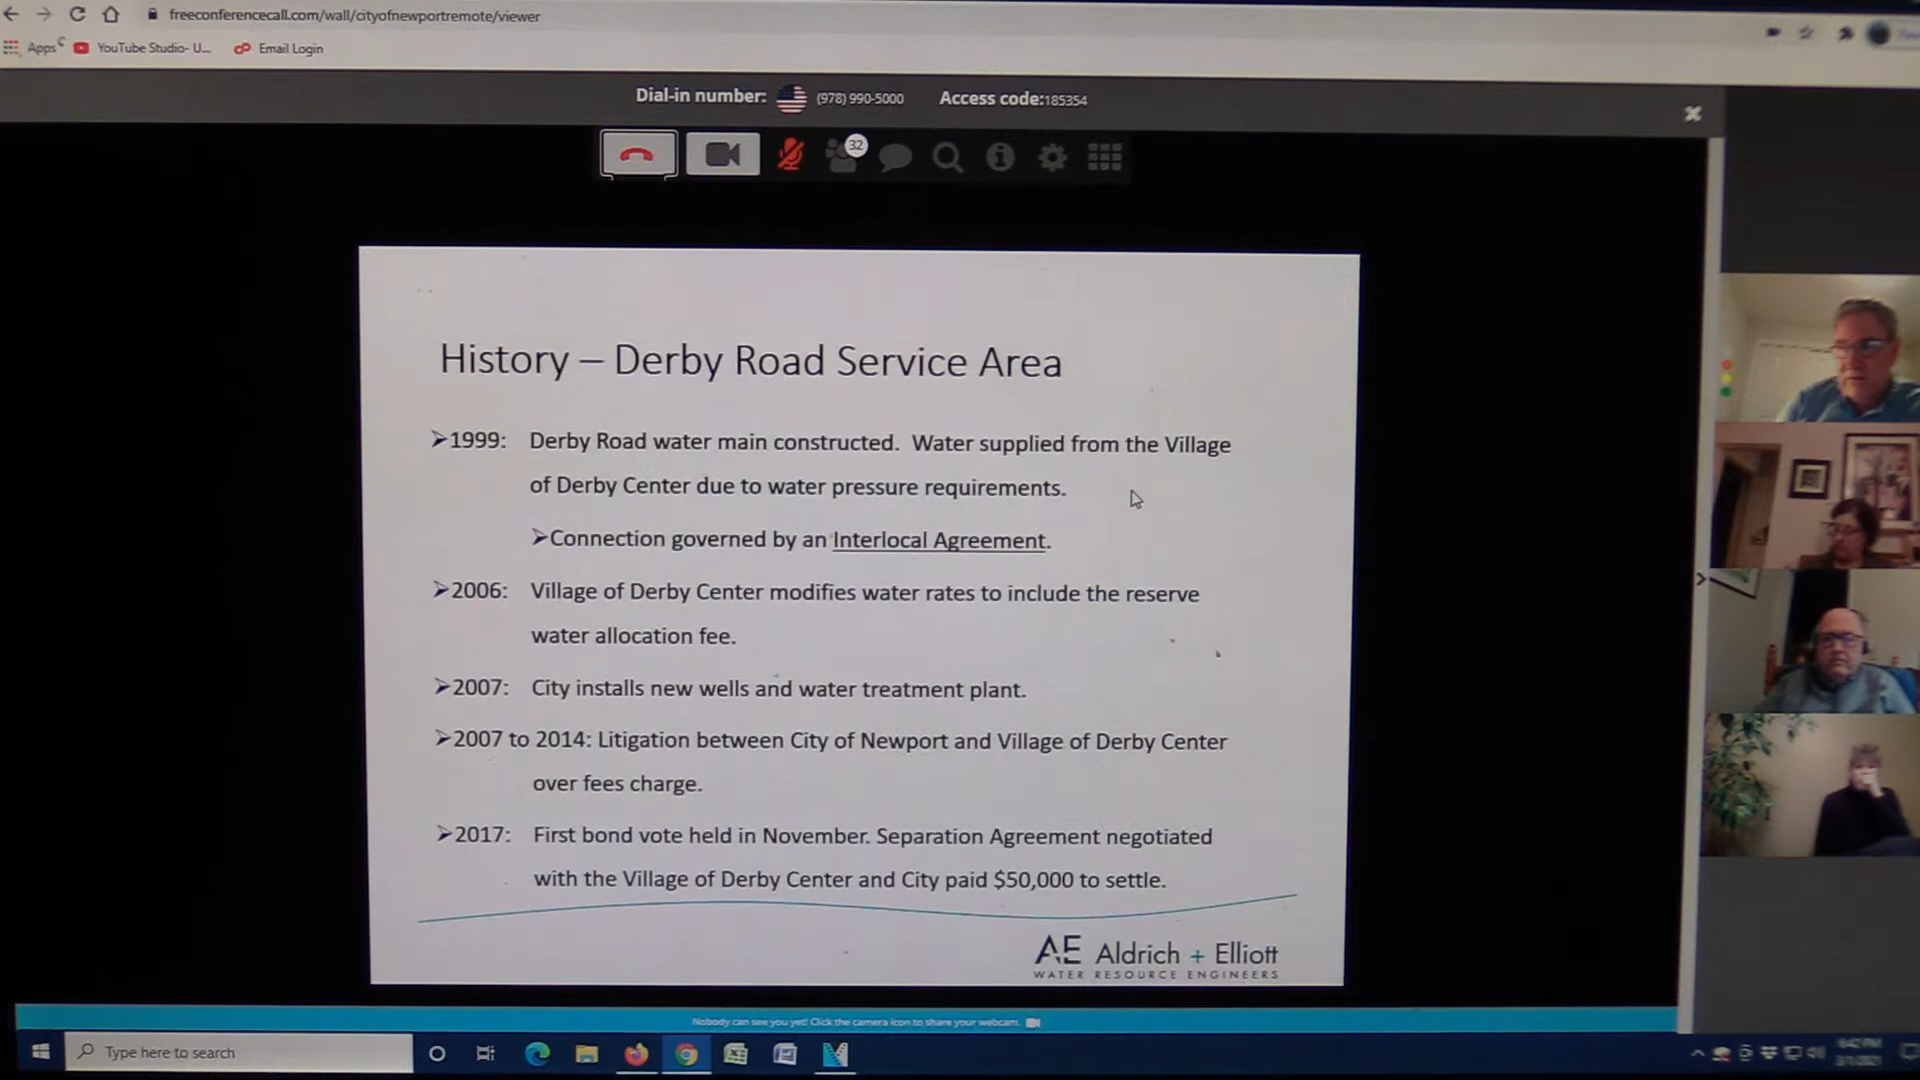 freeconferencecall.com/wall/cityofnewportremote/viewer
Apps YouTube Studio- U... Email Login
Dial-in number: (978) 990-5000 Access code:185354
32
History – Derby Road Service Area
1999: Derby Road water main constructed. Water supplied from the Village
of Derby Center due to water pressure requirements.
Connection governed by an Interlocal Agreement.
2006: Village of Derby Center modifies water rates to include the reserve
water allocation fee.
2007: City installs new wells and water treatment plant.
2007 to 2014: Litigation between City of Newport and Village of Derby Center
over fees charge.
2017: First bond vote held in November. Separation Agreement negotiated
with the Village of Derby Center and City paid $50,000 to settle.
AE Aldrich + Elliott
WATER RESOURCE ENGINEERS
Nobody can see you yet! Click the camera icon to share your webcam.
Type here to search